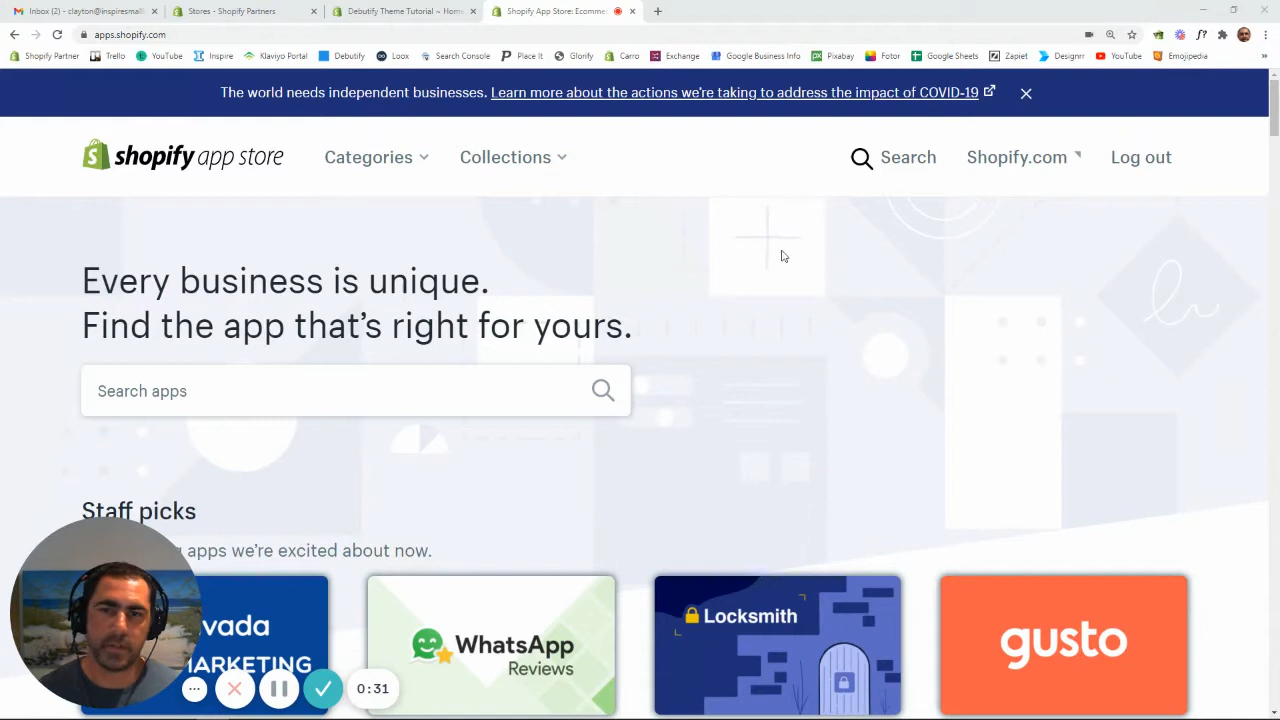 Inbox (2) - clayton@inspiresmall
Stores - Shopify Partners
Debutify Theme Tutorial ~ Home
Shopify App Store: Ecomme
apps.shopify.com
Shopify Partner
Trello
YouTube
Inspire
Klaviyo Portal
Debutify
Loox
Search Console
Place It
Glorify
Carro
Exchange
Google Business Info
Pixabay
Fotor
Google Sheets
Zapiet
Designrr
YouTube
Emojipedia
The world needs independent businesses. Learn more about the actions we're taking to address the impact of COVID-19
shopify app store
Categories
Collections
Search
Shopify.com
Log out
Every business is unique.
Find the app that's right for yours.
Search apps
Staff picks
apps we're excited about now.
vada
MARKETING
WhatsApp
Reviews
Locksmith
gusto
0:31